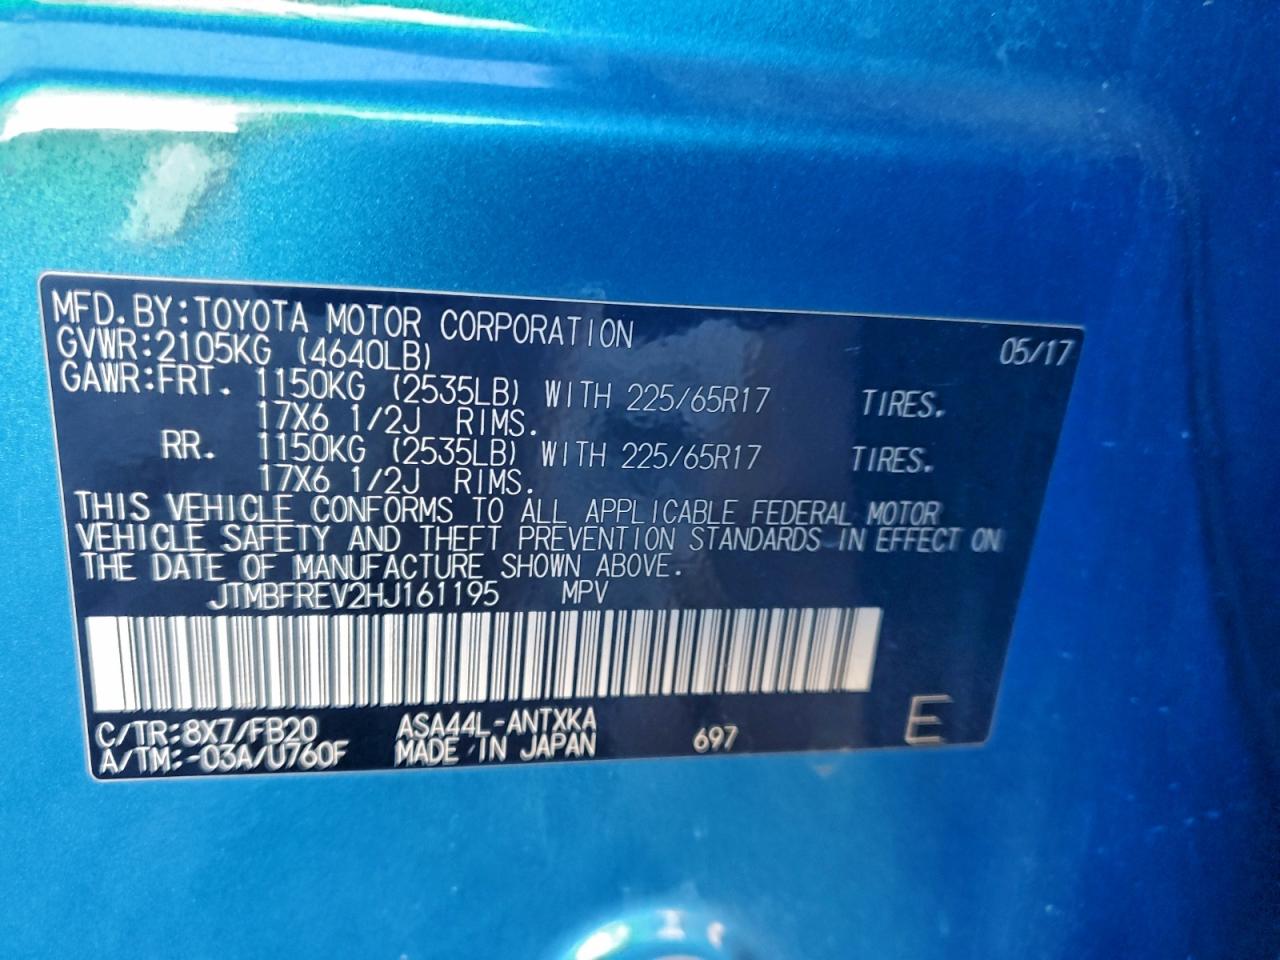 MFD. BY: TOYOTA MOTOR CORPORATION 05/17
GVWR: 2105KG (4640LB)
GAWR: FRT. 1150KG (2535LB) WITH 225/65R17 TIRES.
17X6 1/2J RIMS.
RR. 1150KG (2535LB) WITH 225/65R17 TIRES.
17X6 1/2J RIMS.
THIS VEHICLE CONFORMS TO ALL APPLICABLE FEDERAL MOTOR
VEHICLE SAFETY AND THEFT PREVENTION STANDARDS IN EFFECT ON
THE DATE OF MANUFACTURE SHOWN ABOVE.
JTMBFREV2HJ161195 MPV
C/TR: 8X7/FB20 ASA44L-ANTXKA 697 E
A/TM: -03A/U760F MADE IN JAPAN